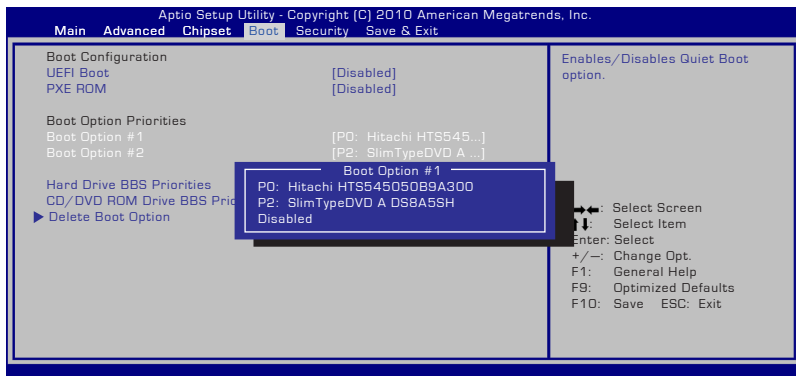 Aptio Setup Utility - Copyright (C) 2010 American Megatrends, Inc.
Main Advanced Chipset Boot Security Save & Exit
Boot Configuration
UEFI Boot [Disabled]
PXE ROM [Disabled]
Boot Option Priorities
Boot Option #1 [P0: Hitachi HTS545...]
Boot Option #2 [P2: SlimTypeDVD A ...]
Hard Drive BBS Priorities
CD/DVD ROM Drive BBS Prio
Delete Boot Option
Boot Option #1
P0: Hitachi HTS545050B9A300
P2: SlimTypeDVD A DS8A5SH
Disabled
Enables/Disables Quiet Boot
option.
→←: Select Screen
↑↓: Select Item
Enter: Select
+/—: Change Opt.
F1: General Help
F9: Optimized Defaults
F10: Save ESC: Exit